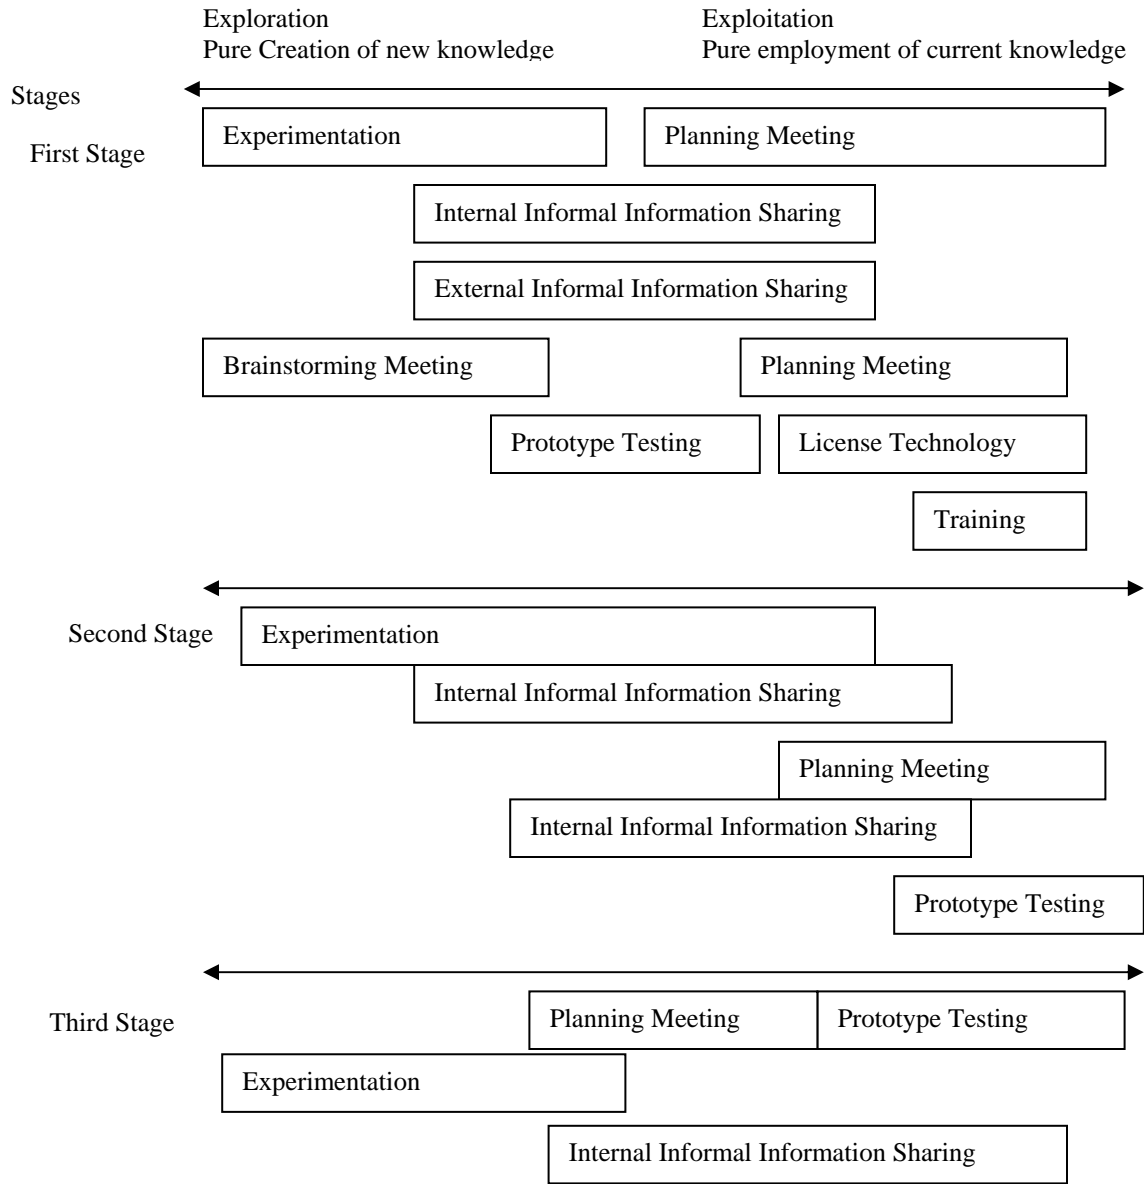 Exploration
Pure Creation of new knowledge
Exploitation
Pure employment of current knowledge
Stages
First Stage
Experimentation
Planning Meeting
Internal Informal Information Sharing
External Informal Information Sharing
Brainstorming Meeting
Planning Meeting
Prototype Testing
License Technology
Training
Second Stage
Experimentation
Internal Informal Information Sharing
Planning Meeting
Internal Informal Information Sharing
Prototype Testing
Third Stage
Planning Meeting
Prototype Testing
Experimentation
Internal Informal Information Sharing